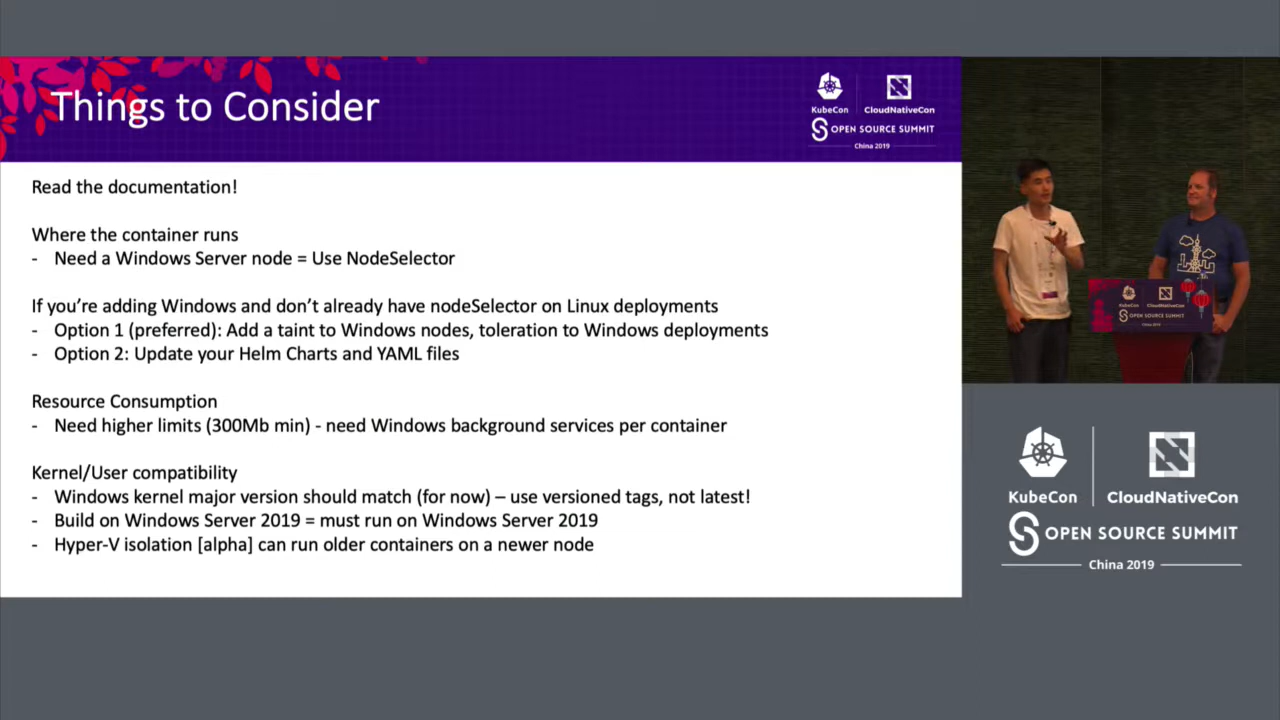 Things to Consider
KubeCon
CloudNativeCon
OPEN SOURCE SUMMIT
China 2019
Read the documentation!
Where the container runs
- Need a Windows Server node = Use NodeSelector
If you’re adding Windows and don’t already have nodeSelector on Linux deployments
- Option 1 (preferred): Add a taint to Windows nodes, toleration to Windows deployments
- Option 2: Update your Helm Charts and YAML files
Resource Consumption
- Need higher limits (300Mb min) - need Windows background services per container
Kernel/User compatibility
- Windows kernel major version should match (for now) – use versioned tags, not latest!
- Build on Windows Server 2019 = must run on Windows Server 2019
- Hyper-V isolation [alpha] can run older containers on a newer node
OPEN SOURCE SUMMIT
KubeCon
CloudNativeCon
OPEN SOURCE SUMMIT
China 2019